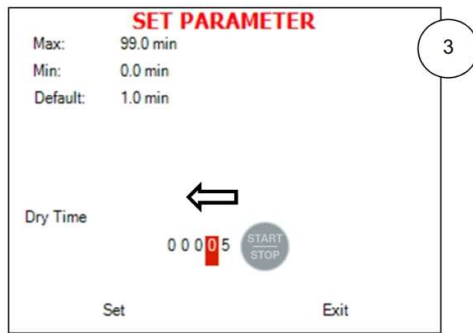 SET PARAMETER
3
Max: 99.0 min
Min: 0.0 min
Default: 1.0 min
Dry Time
0 0 0 0 5 START STOP
Set Exit